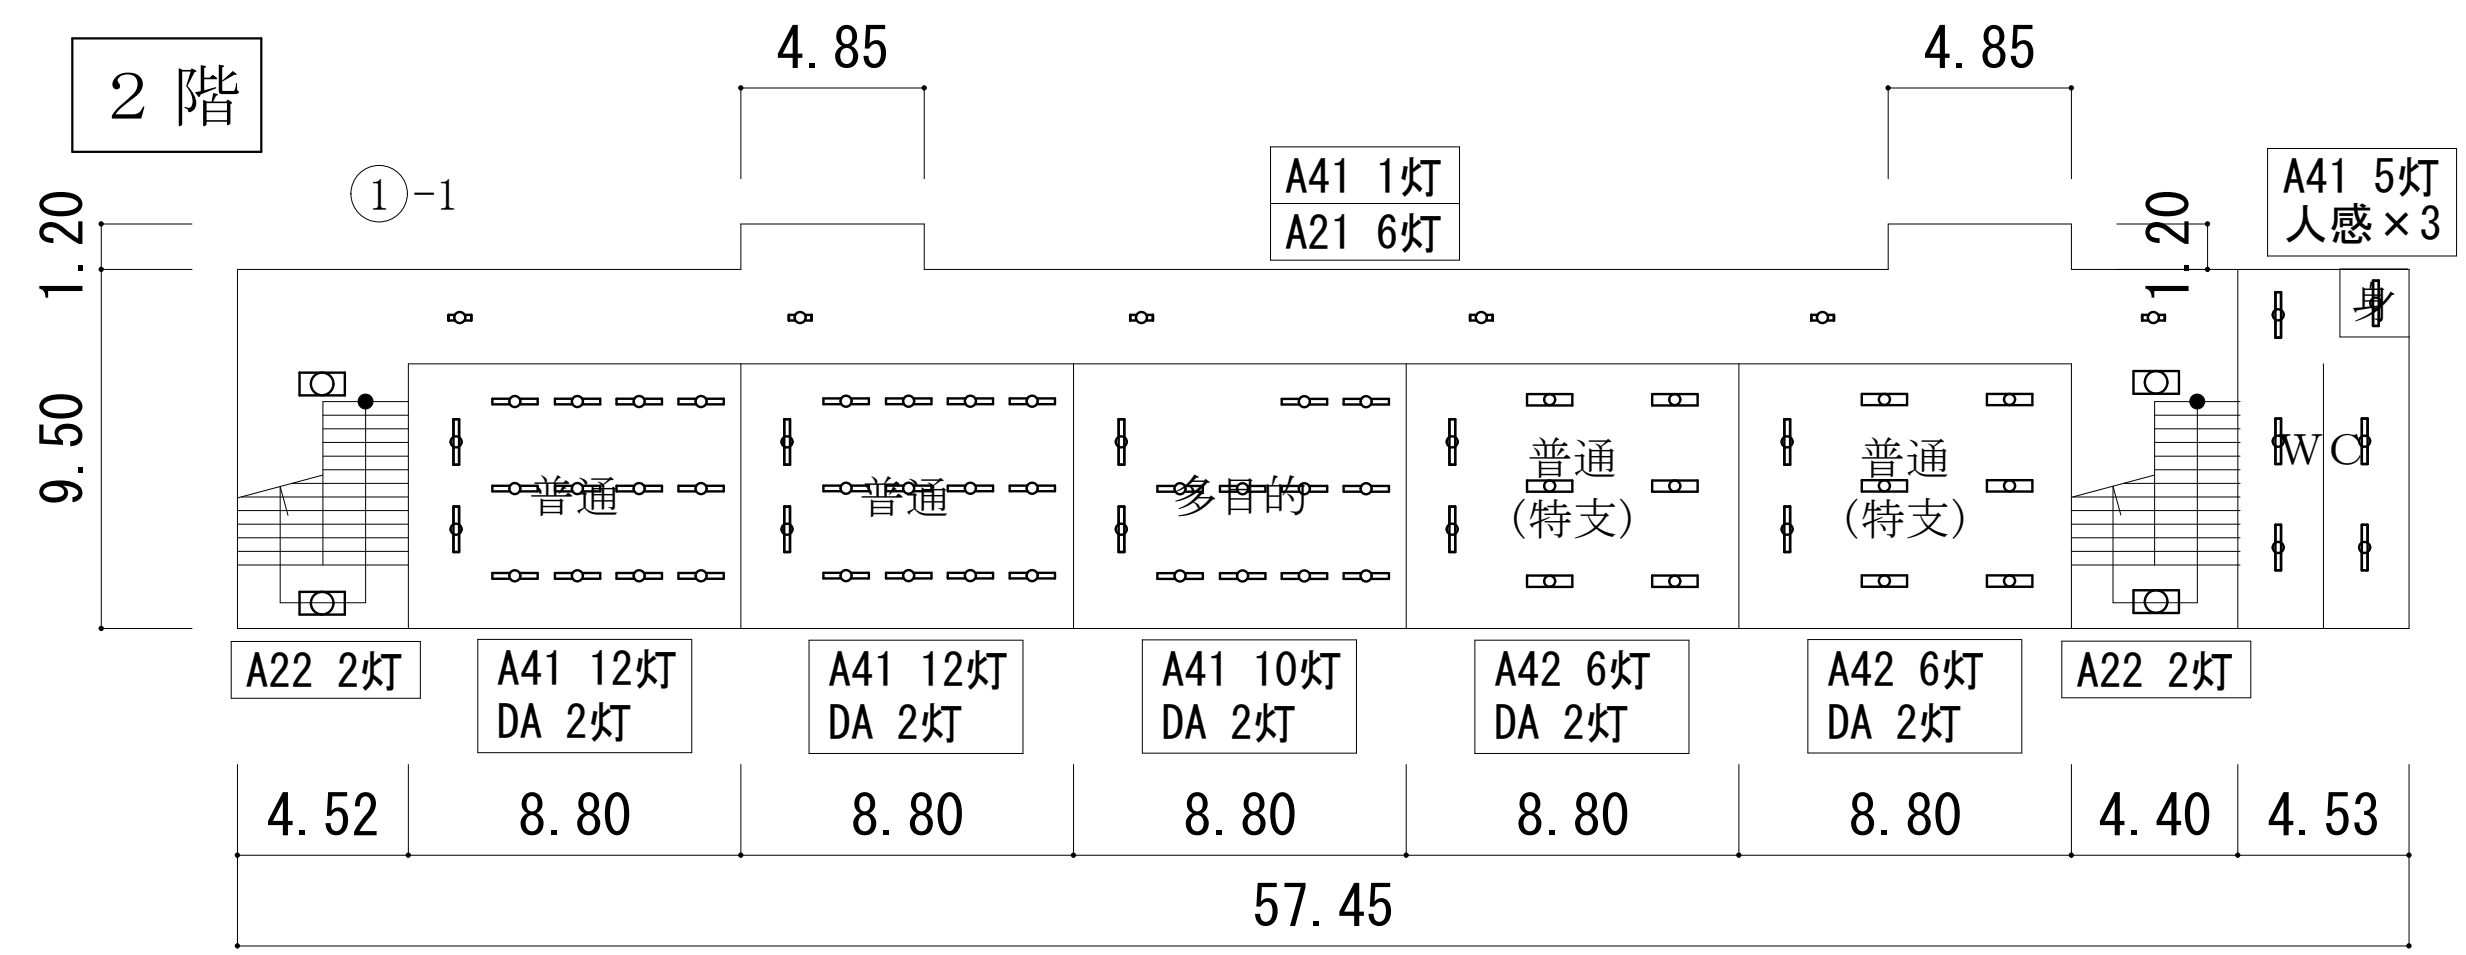 ２階
4.85
4.85
①-1
1.20
A41 1灯
A21 6灯
1.20
A41 5灯
人感×3
身
9.50
普通
普通
多目的
普通
(特支)
普通
(特支)
WC
A22 2灯
A41 12灯
DA 2灯
A41 12灯
DA 2灯
A41 10灯
DA 2灯
A42 6灯
DA 2灯
A42 6灯
DA 2灯
A22 2灯
4.52
8.80
8.80
8.80
8.80
8.80
4.40
4.53
57.45